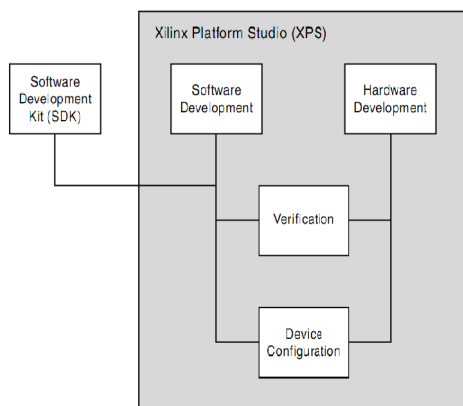 Xilinx Platform Studio (XPS)
Software
Development
Kit (SDK)
Software
Development
Hardware
Development
Verification
Device
Configuration